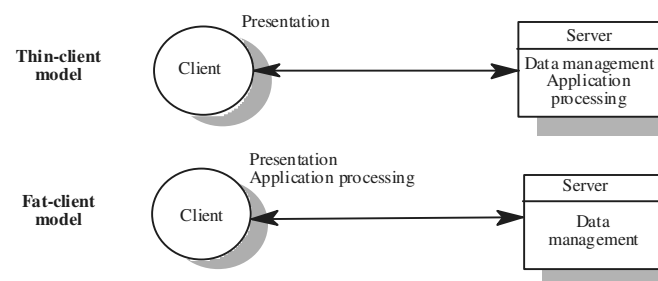 Presentation
Thin-client
model
Client
Server
Data management
Application
processing
Presentation
Application processing
Fat-client
model
Client
Server
Data
management